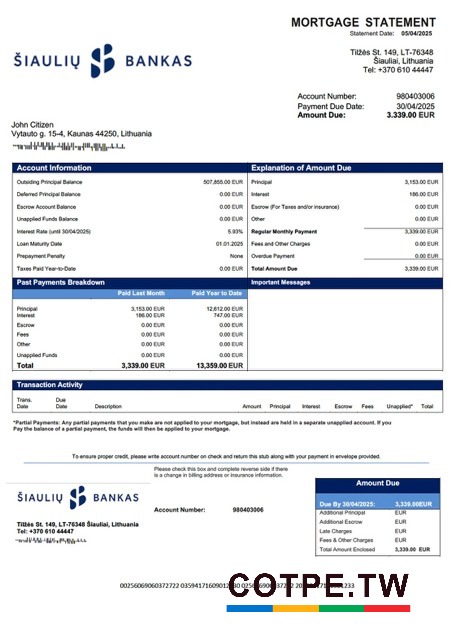 MORTGAGE STATEMENT
Statement Date: 05/04/2025
ŠIAULIŲ BANKAS
Tilžės St. 149, LT-76348
Šiauliai, Lithuania
Tel: +370 610 44447
Account Number: 980403006
Payment Due Date: 30/04/2025
Amount Due: 3.339.00 EUR
John Citizen
Vytauto g. 15-4, Kaunas 44250, Lithuania
Account Information
Outsiding Principal Balance 507,855.00 EUR
Deferred Principal Balance 0.00 EUR
Escrow Account Balance 0.00 EUR
Unapplied Funds Balance 0.00 EUR
Interest Rate (until 30/04/2025) 5.93%
Loan Maturity Date 01.01.2025
Prepayment Penalty None
Taxes Paid Year-to-Date 0.00 EUR
Explanation of Amount Due
Principal 3,153.00 EUR
Interest 186.00 EUR
Escrow (For Taxes and/or insurance) 0.00 EUR
Other 0.00 EUR
Regular Monthly Payment 3,339.00 EUR
Fees and Other Charges 0.00 EUR
Overdue Payment 0.00 EUR
Total Amount Due 3,339.00 EUR
Past Payments Breakdown
Paid Last Month Paid Year to Date
Principal 3,153.00 EUR 12,612.00 EUR
Interest 186.00 EUR 747.00 EUR
Escrow 0.00 EUR 0.00 EUR
Fees 0.00 EUR 0.00 EUR
Other 0.00 EUR 0.00 EUR
Unapplied Funds 0.00 EUR 0.00 EUR
Total 3,339.00 EUR 13,359.00 EUR
Important Messages
Transaction Activity
Trans. Date Due Date Description Amount Principal Interest Escrow Fees Unapplied* Total
*Partial Payments: Any partial payments that you make are not applied to your mortgage, but instead are held in a separate unapplied account. If you
Pay the balance of a partial payment, the funds will then be applied to your mortgage.
To ensure proper credit, please write account number on check and return this stub along with your payment in envelope provided.
Please check this box and complete reverse side if there
is a change in billing address or insurance information.
ŠIAULIŲ BANKAS
Account Number: 980403006
Tilžės St. 149, LT-76348 Šiauliai, Lithuania
Tel: +370 610 44447
Amount Due
Due By 30/04/2025: 3,339.00EUR
Additional Principal EUR
Additional Escrow EUR
Late Charges EUR
Fees & Other Charges EUR
Total Amount Enclosed 3,339.00 EUR
COTPE.TW